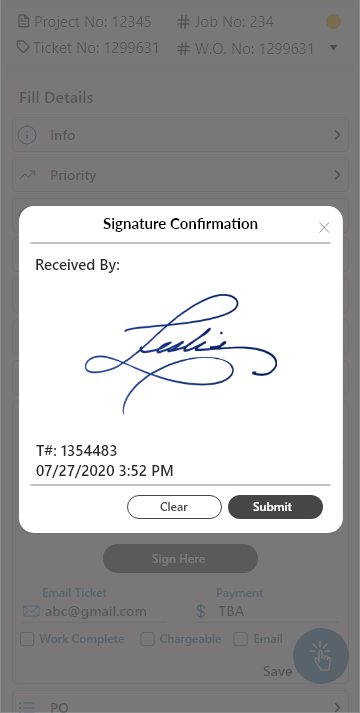 Project No: 12345 # Job No: 234
Ticket No: 1299631 # W.O. No: 1299631
Fill Details
Info
Priority
Signature Confirmation
Received By:
Leslie
T#: 1354483
07/27/2020 3:52 PM
Clear Submit
Sign Here
Email Ticket Payment
abc@gmail.com $ TBA
Work Complete Chargeable Email
Save
PO